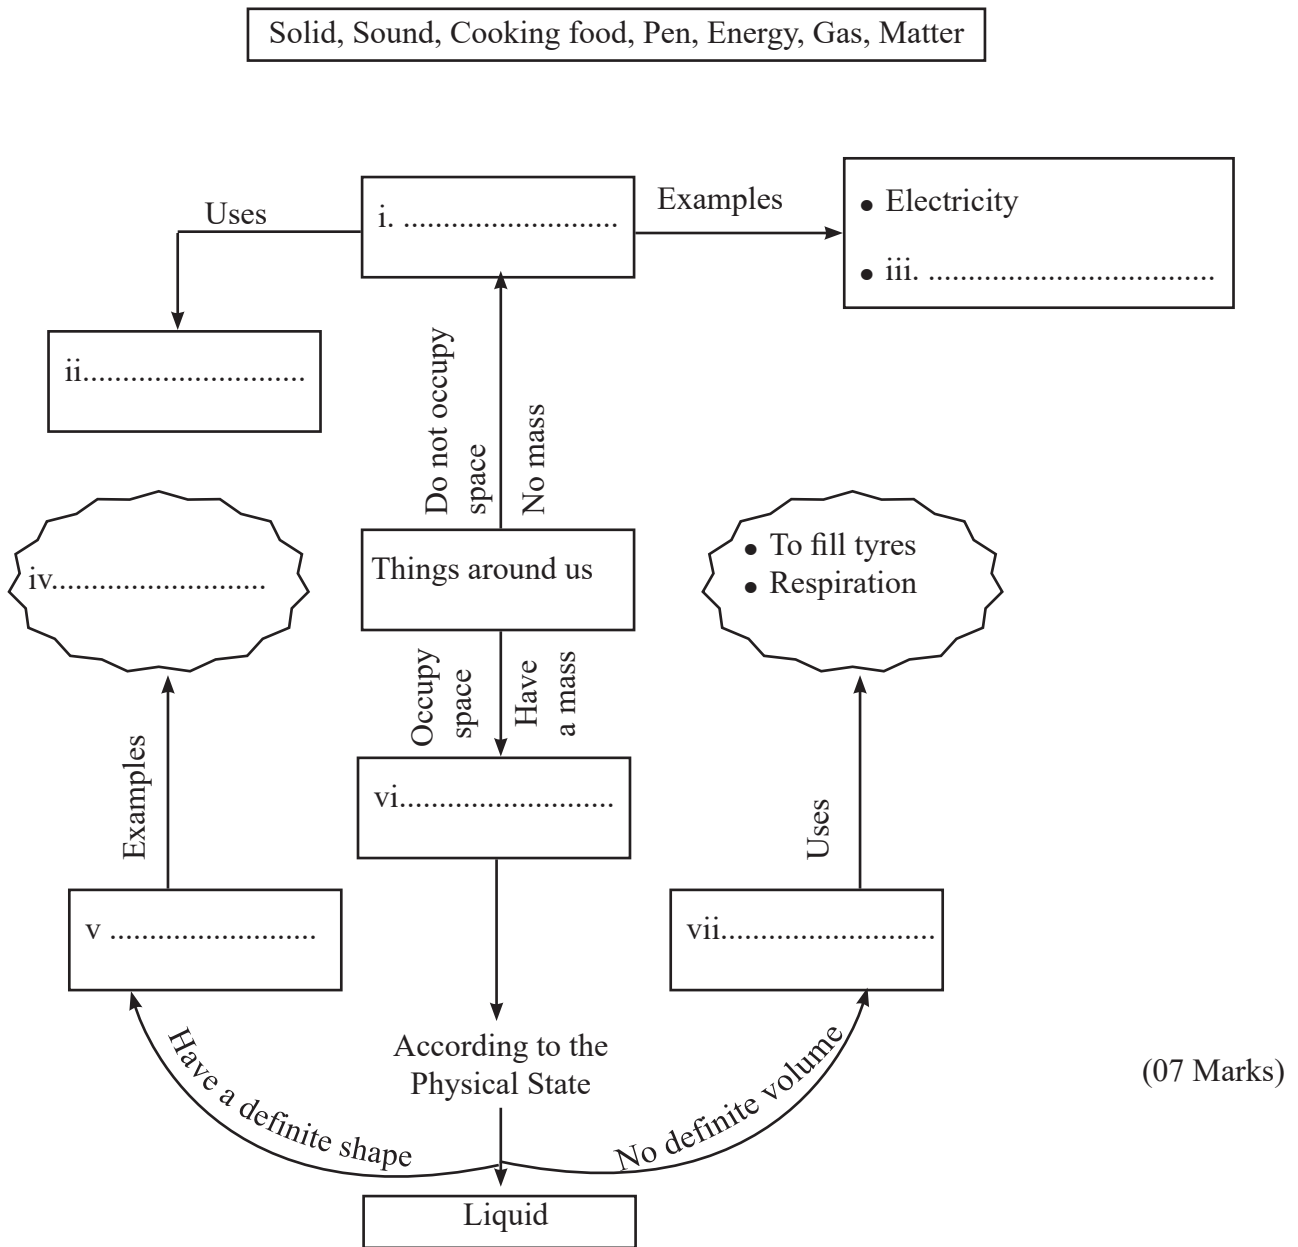 Solid, Sound, Cooking food, Pen, Energy, Gas, Matter
Uses
i. ...........................
Examples
• Electricity
• iii. ....................................
ii............................
Do not occupy
space
No mass
iv...........................
Things around us
• To fill tyres
• Respiration
Occupy
space
Have
a mass
Examples
vi...........................
Uses
v ..........................
vii...........................
Have a definite shape
According to the
Physical State
No definite volume
(07 Marks)
Liquid